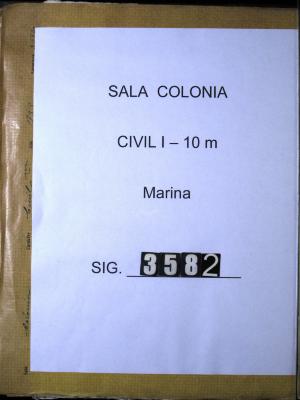 SALA COLONIA
CIVIL I – 10 m
Marina
SIG. 3582